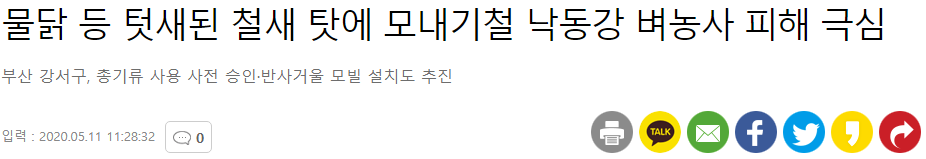 물닭 등 텃새된 철새 탓에 모내기철 낙동강 벼농사 피해 극심
부산 강서구, 총기류 사용 사전 승인·반사거울 모빌 설치도 추진
입력 : 2020.05.11 11:28:32 0 TALK